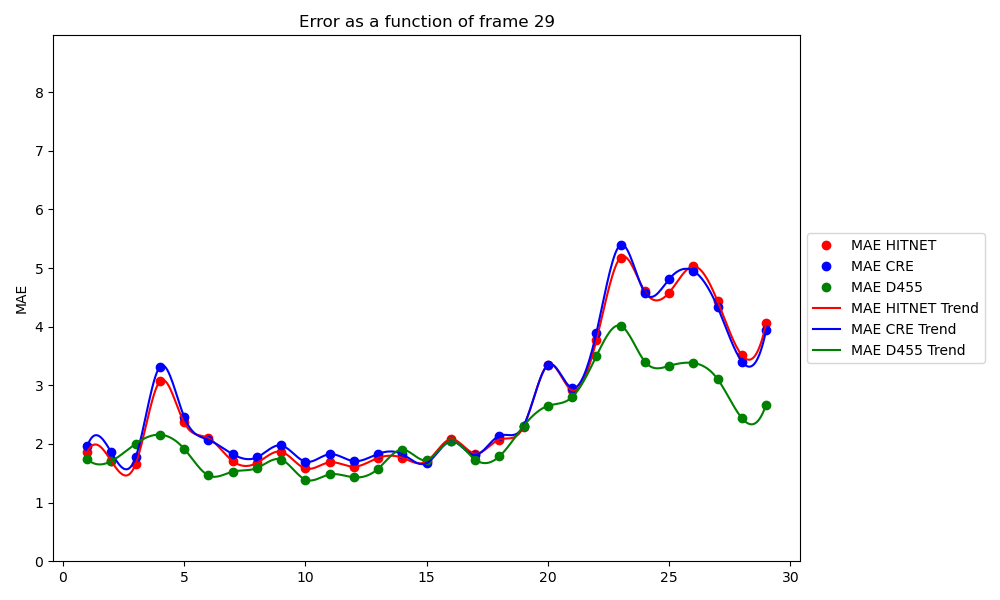 Error as a function of frame 29
MAE
8
7
6
5
4
3
2
1
0
0 5 10 15 20 25 30
MAE HITNET
MAE CRE
MAE D455
MAE HITNET Trend
MAE CRE Trend
MAE D455 Trend